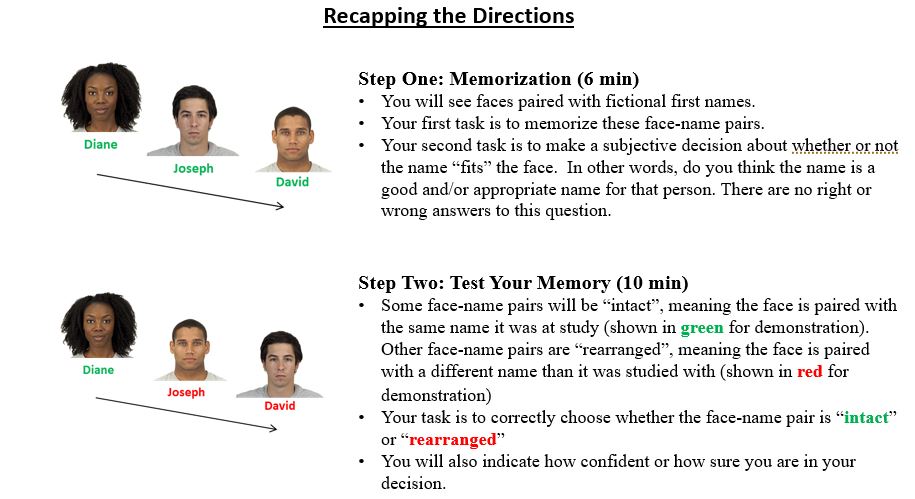 Recapping the Directions
Diane
Joseph
David
Step One: Memorization (6 min)
• You will see faces paired with fictional first names.
• Your first task is to memorize these face-name pairs.
• Your second task is to make a subjective decision about whether or not
the name “fits” the face.  In other words, do you think the name is a
good and/or appropriate name for that person. There are no right or
wrong answers to this question.
Diane
Joseph
David
Step Two: Test Your Memory (10 min)
• Some face-name pairs will be “intact”, meaning the face is paired with
the same name it was at study (shown in green for demonstration).
Other face-name pairs are “rearranged”, meaning the face is paired
with a different name than it was studied with (shown in red for
demonstration)
• Your task is to correctly choose whether the face-name pair is “intact”
or “rearranged”
• You will also indicate how confident or how sure you are in your
decision.